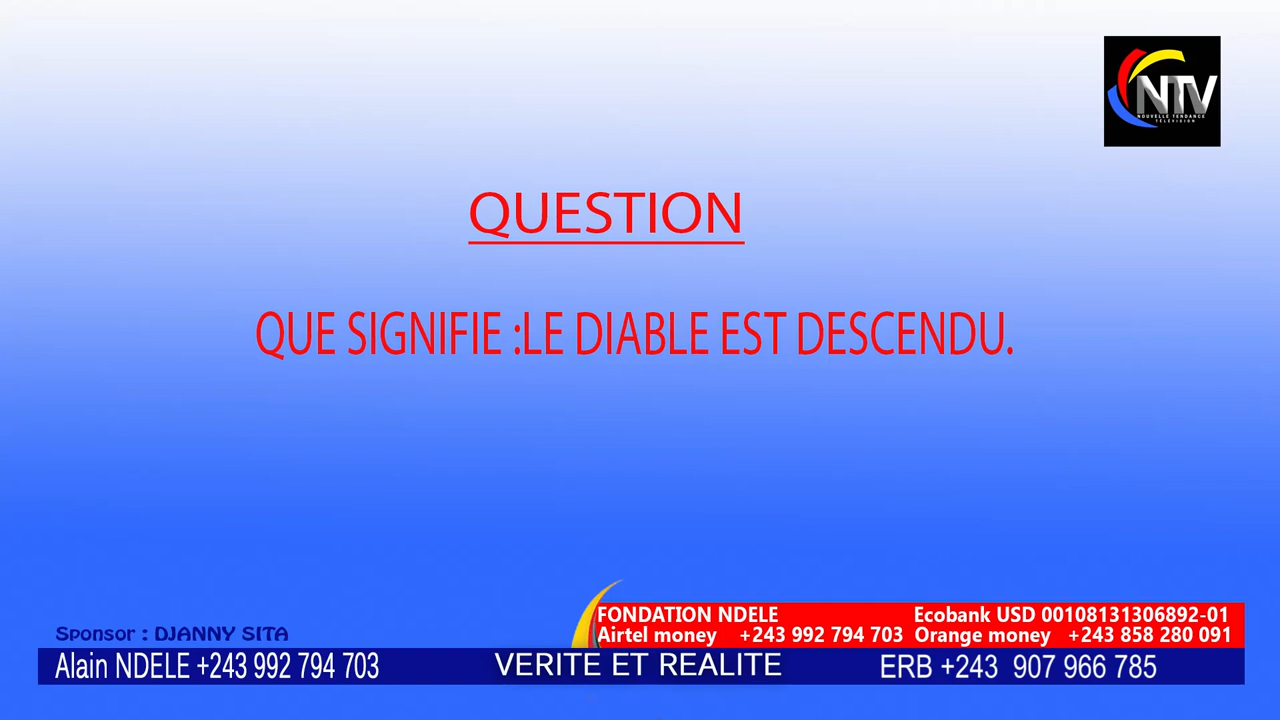 NTV
NOUVELLE TENDANCE
TÉLÉVISION
QUESTION
QUE SIGNIFIE :LE DIABLE EST DESCENDU.
FONDATION NDELE Ecobank USD 00108131306892-01
Airtel money +243 992 794 703 Orange money +243 858 280 091
Sponsor : DJANNY SITA
Alain NDELE +243 992 794 703 VERITE ET REALITE ERB +243 907 966 785